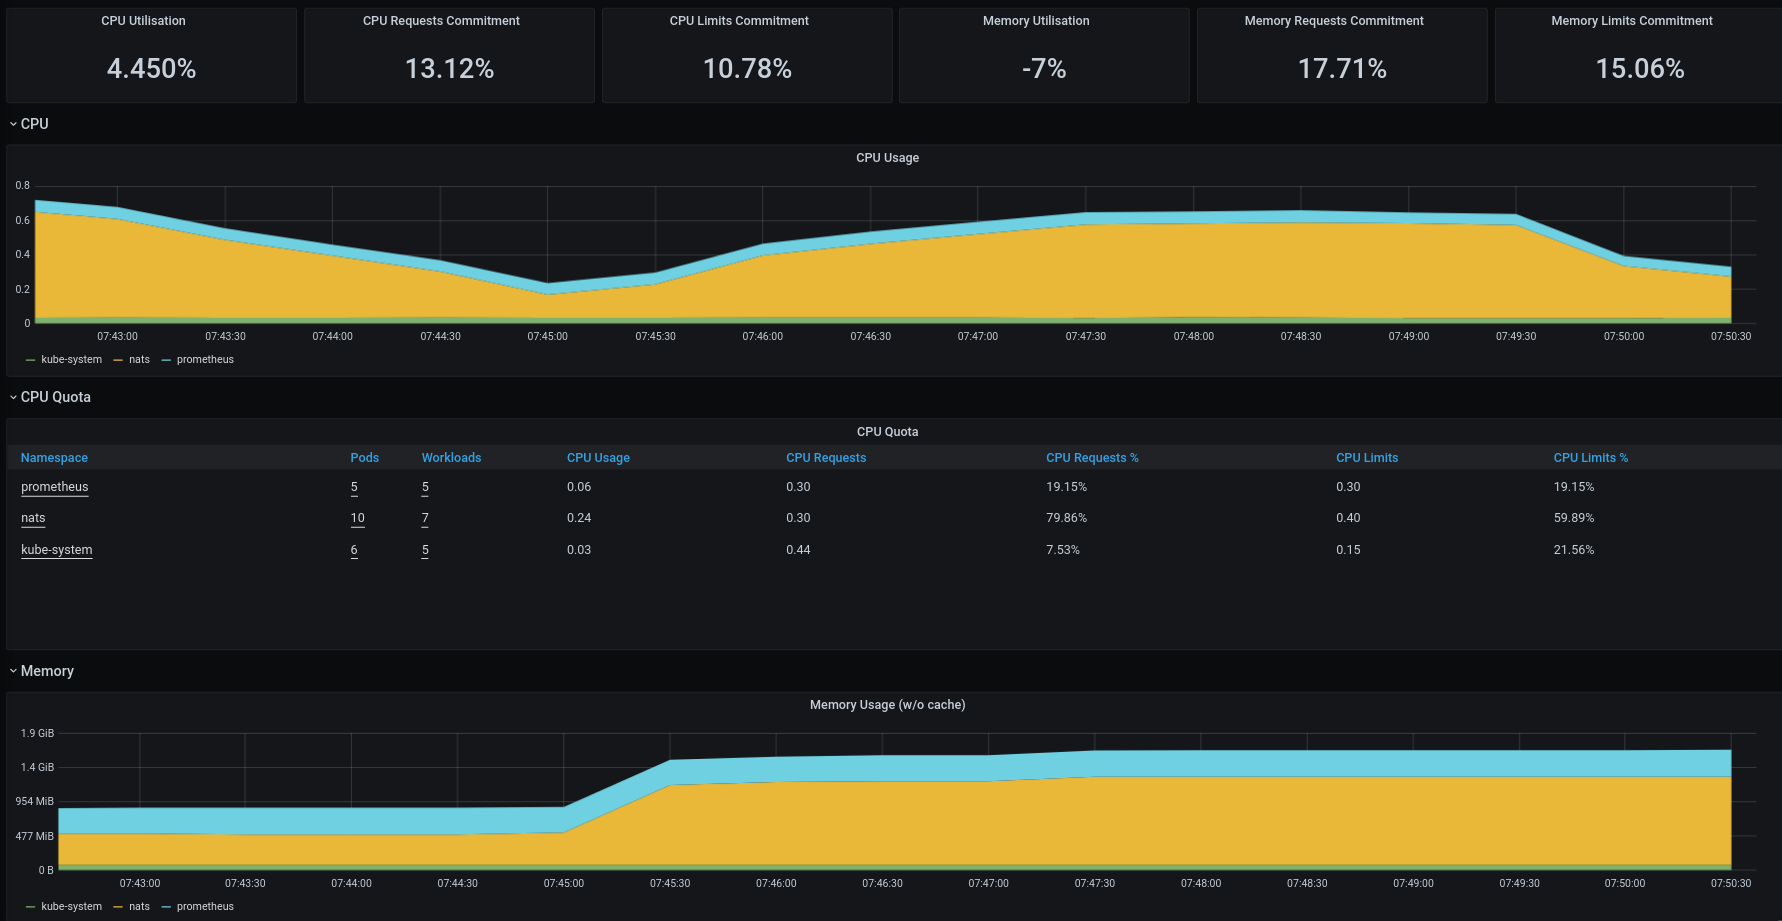 CPU Utilisation CPU Requests Commitment CPU Limits Commitment Memory Utilisation Memory Requests Commitment Memory Limits Commitment
4.450% 13.12% 10.78% -7% 17.71% 15.06%
CPU
CPU Usage
0.8
0.6
0.4
0.2
0
07:43:00 07:43:30 07:44:00 07:44:30 07:45:00 07:45:30 07:46:00 07:46:30 07:47:00 07:47:30 07:48:00 07:48:30 07:49:00 07:49:30 07:50:00 07:50:30
kube-system nats prometheus
CPU Quota
CPU Quota
Namespace Pods Workloads CPU Usage CPU Requests CPU Requests % CPU Limits CPU Limits %
prometheus 5 5 0.06 0.30 19.15% 0.30 19.15%
nats 10 7 0.24 0.30 79.86% 0.40 59.89%
kube-system 6 5 0.03 0.44 7.53% 0.15 21.56%
Memory
Memory Usage (w/o cache)
1.9 GiB
1.4 GiB
954 MiB
477 MiB
0 B
07:43:00 07:43:30 07:44:00 07:44:30 07:45:00 07:45:30 07:46:00 07:46:30 07:47:00 07:47:30 07:48:00 07:48:30 07:49:00 07:49:30 07:50:00 07:50:30
kube-system nats prometheus